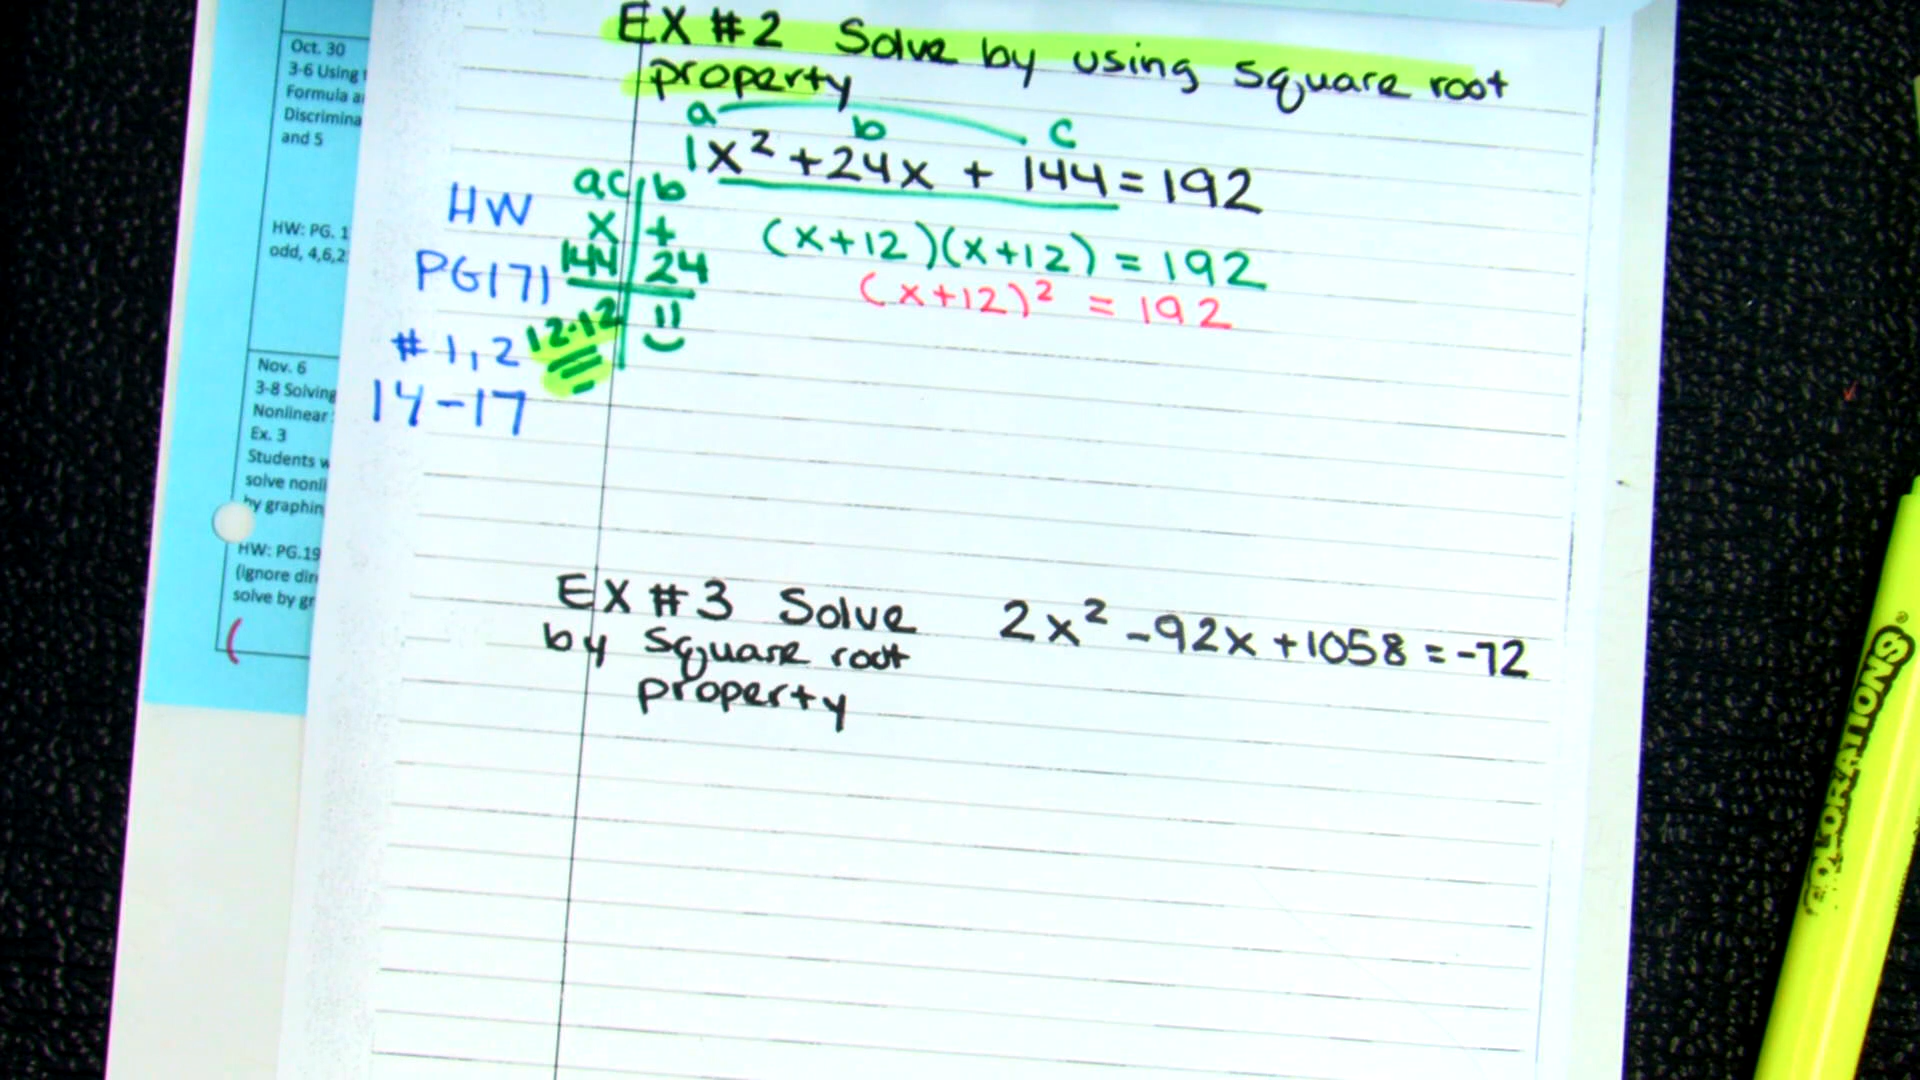 EX #2 Solve by using square root
property
a b c
1x² + 24x + 144 = 192
ac b
x +
144 24
12·12
(x+12)(x+12) = 192
(x+12)² = 192
HW
PG171
#1,2
14-17
EX #3 Solve
by square root
property
2x² - 92x + 1058 = -72
Oct. 30
3-6 Using
Formula
Discrimina
and 5
HW: PG. 1
odd, 4,6,2
Nov. 6
3-8 Solving
Nonlinear
Ex. 3
Students w
solve nonli
by graphin
HW: PG.19
(ignore dir
solve by gr
COLORATIONS®